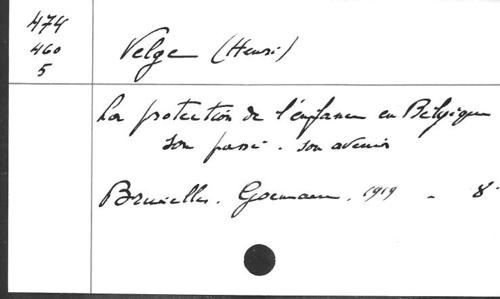 474
460
5
Velge (Henri)
La protection de l'enfance en Belgique
son passé - son avenir
Bruxelles. Goemaere. 1919 - 8°